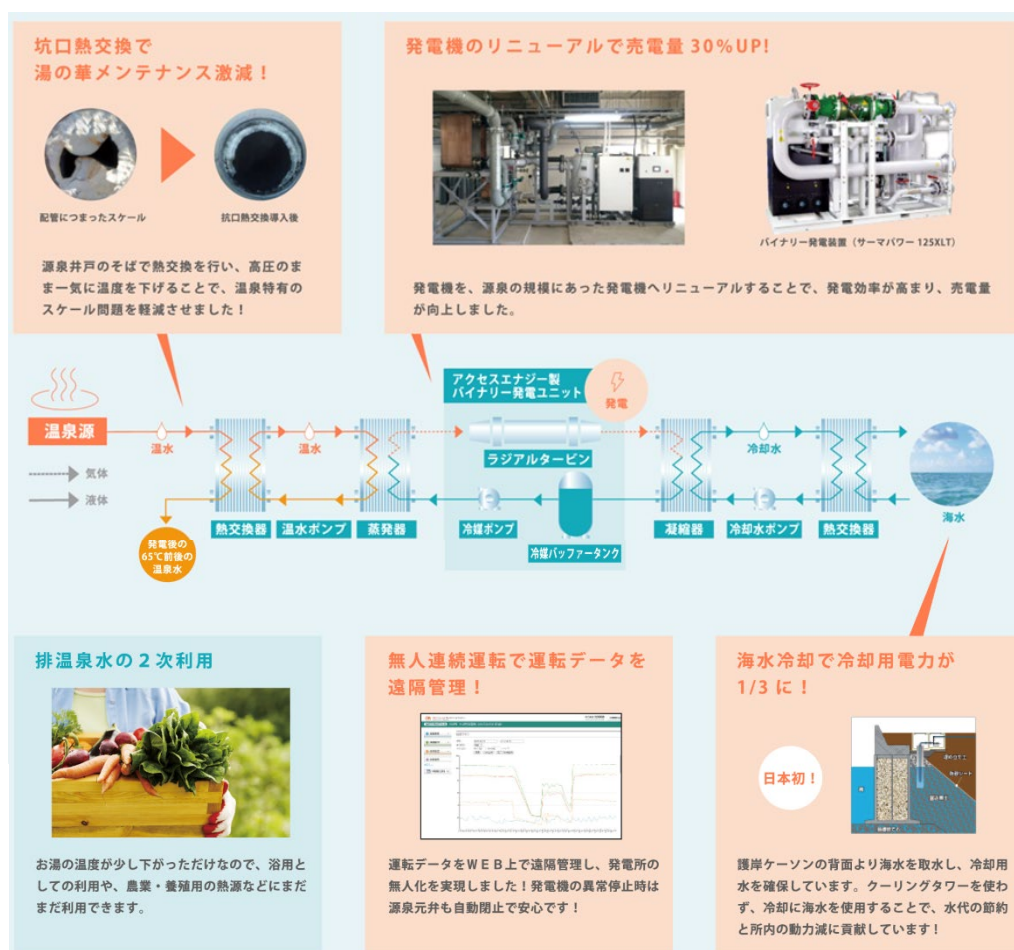 坑口熱交換で
湯の華メンテナンス激減！
配管につまったスケール
抗口熱交換導入後
源泉井戸のそばで熱交換を行い、高圧のま
ま一気に温度を下げることで、温泉特有の
スケール問題を軽減させました！
発電機のリニューアルで売電量30%UP!
バイナリー発電装置（サーマパワー125XLT）
発電機を、源泉の規模にあった発電機へリニューアルすることで、発電効率が高まり、売電量
が向上しました。
アクセスエナジー製
バイナリー発電ユニット
発電
温泉源
温水
温水
ラジアルタービン
冷却水
気体
液体
熱交換器
温水ポンプ
蒸発器
冷媒ポンプ
冷媒バッファータンク
凝縮器
冷却水ポンプ
熱交換器
海水
発電後の
65℃前後の
温泉水
排温泉水の２次利用
お湯の温度が少し下がっただけなので、浴用と
しての利用や、農業・養殖用の熱源などにまだ
まだ利用できます。
無人連続運転で運転データを
遠隔管理！
運転データをＷＥＢ上で遠隔管理し、発電所の
無人化を実現しました！発電機の異常停止時は
源泉元弁も自動閉止で安心です！
海水冷却で冷却用電力が
1/3に！
日本初！
護岸ケーソンの背面より海水を取水し、冷却用
水を確保しています。クーリングタワーを使わ
ず、冷却に海水を使用することで、水代の節約
と所内の動力減に貢献しています！